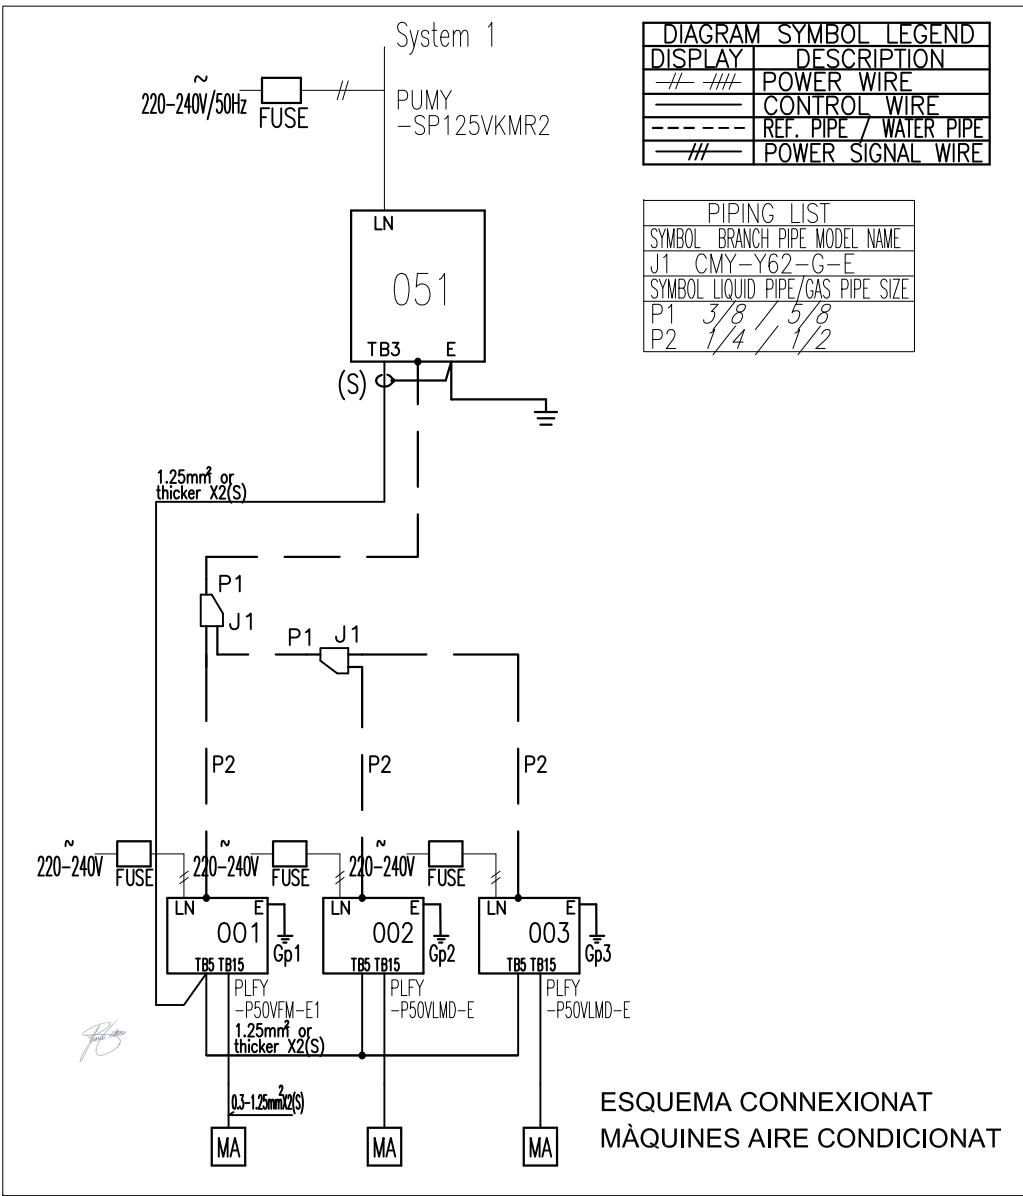 System 1
~
220-240V/50Hz
FUSE
PUMY
-SP125VKMR2
LN
051
TB3
E
(S)
DIAGRAM SYMBOL LEGEND
DISPLAY DESCRIPTION
POWER WIRE
CONTROL WIRE
REF. PIPE / WATER PIPE
POWER SIGNAL WIRE
PIPING LIST
SYMBOL BRANCH PIPE MODEL NAME
J1 CMY-Y62-G-E
SYMBOL LIQUID PIPE/GAS PIPE SIZE
P1 3/8 / 5/8
P2 1/4 / 1/2
1.25mm² or
thicker X2(S)
P1
J1
P1
J1
P2
P2
P2
~
220-240V
FUSE
~
220-240V
FUSE
~
220-240V
FUSE
LN E
001
Gp1
TB5 TB15
LN E
002
Gp2
TB5 TB15
LN E
003
Gp3
TB5 TB15
PLFY
-P50VFM-E1
PLFY
-P50VLMD-E
PLFY
-P50VLMD-E
1.25mm² or
thicker X2(S)
0.3-1.25mm²X2(S)
MA
MA
MA
ESQUEMA CONNEXIONAT
MÀQUINES AIRE CONDICIONAT